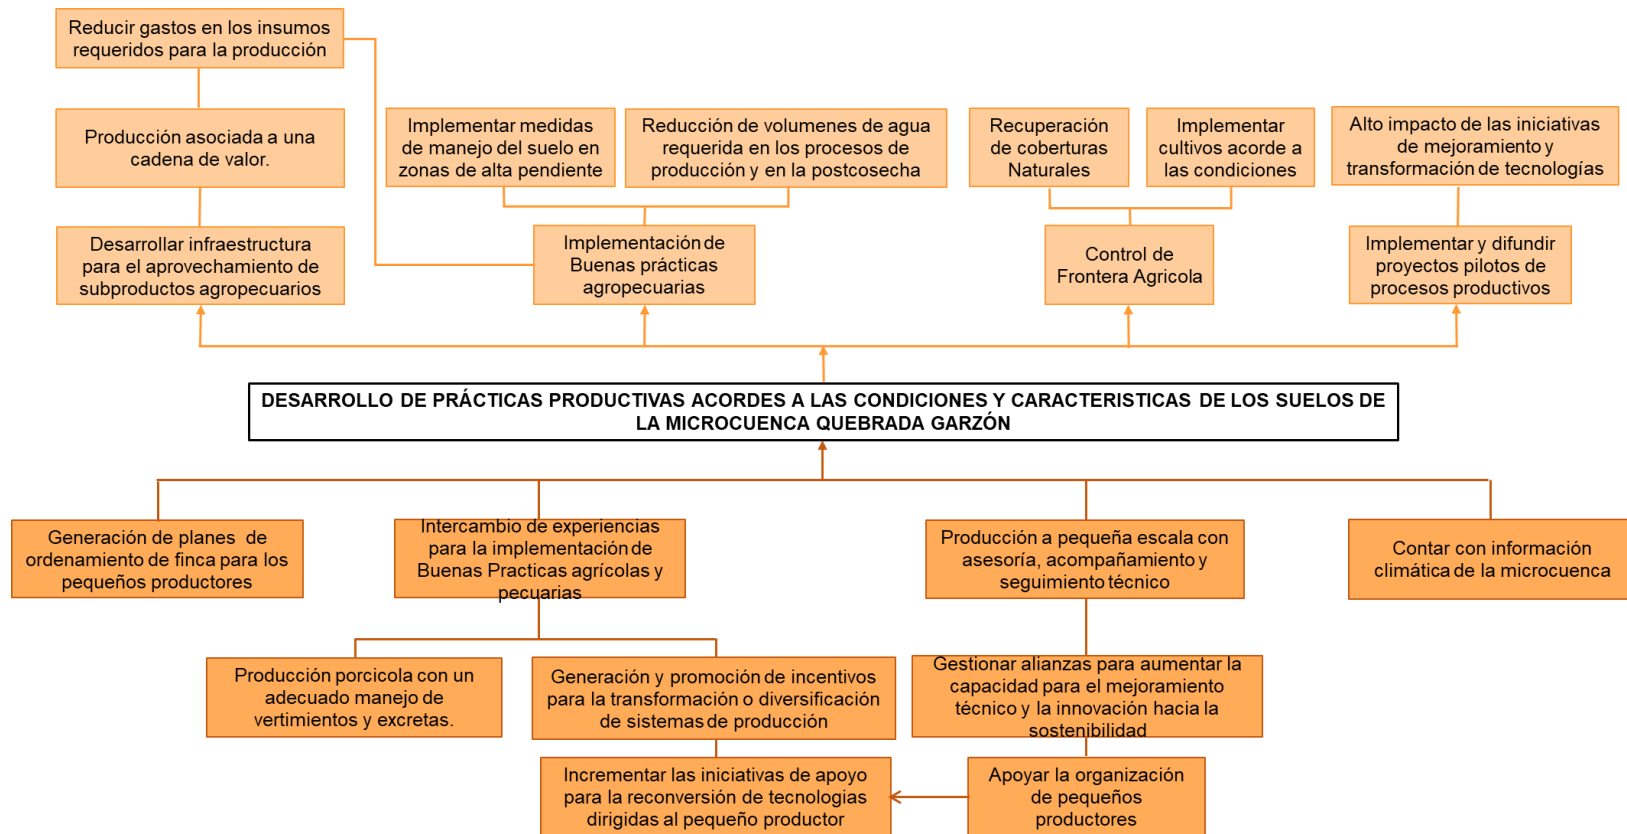 Reducir gastos en los insumos
requeridos para la producción
Producción asociada a una
cadena de valor.
Implementar medidas
de manejo del suelo en
zonas de alta pendiente
Reducción de volumenes de agua
requerida en los procesos de
producción y en la postcosecha
Recuperación
de coberturas
Naturales
Implementar
cultivos acorde a
las condiciones
Alto impacto de las iniciativas
de mejoramiento y
transformación de tecnologías
Desarrollar infraestructura
para el aprovechamiento de
subproductos agropecuarios
Implementación de
Buenas prácticas
agropecuarias
Control de
Frontera Agricola
Implementar y difundir
proyectos pilotos de
procesos productivos
DESARROLLO DE PRÁCTICAS PRODUCTIVAS ACORDES A LAS CONDICIONES Y CARACTERISTICAS DE LOS SUELOS DE
LA MICROCUENCA QUEBRADA GARZÓN
Generación de planes de
ordenamiento de finca para los
pequeños productores
Intercambio de experiencias
para la implementación de
Buenas Practicas agrícolas y
pecuarias
Producción a pequeña escala con
asesoría, acompañamiento y
seguimiento técnico
Contar con información
climática de la microcuenca
Producción porcicola con un
adecuado manejo de
vertimientos y excretas.
Generación y promoción de incentivos
para la transformación o diversificación
de sistemas de producción
Gestionar alianzas para aumentar la
capacidad para el mejoramiento
técnico y la innovación hacia la
sostenibilidad
Incrementar las iniciativas de apoyo
para la reconversión de tecnologias
dirigidas al pequeño productor
Apoyar la organización
de pequeños
productores